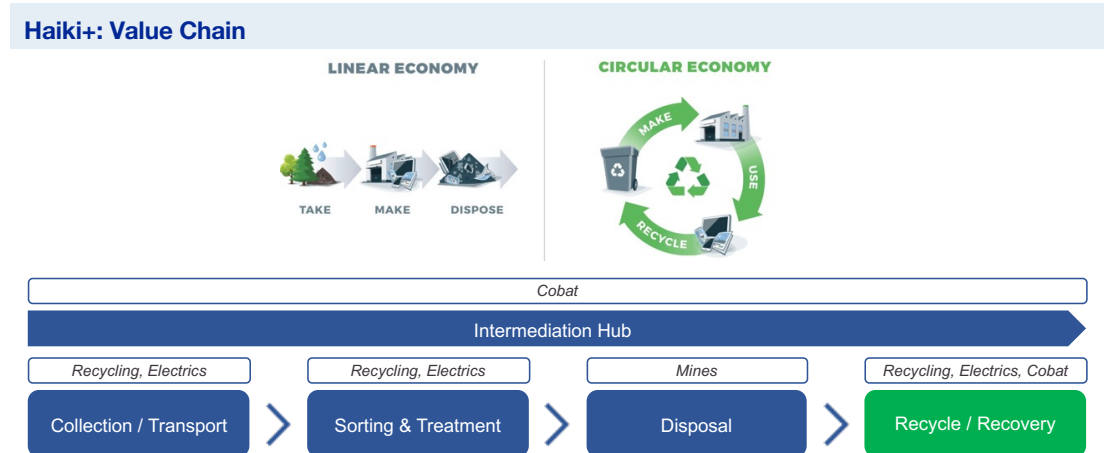 Haiki+: Value Chain
LINEAR ECONOMY
TAKE
MAKE
DISPOSE
CIRCULAR ECONOMY
MAKE
USE
RECYCLE
Cobat
Intermediation Hub
Recycling, Electrics
Recycling, Electrics
Mines
Recycling, Electrics, Cobat
Collection / Transport
Sorting & Treatment
Disposal
Recycle / Recovery